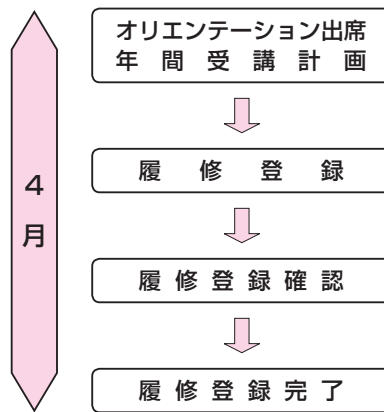 4月
オリエンテーション出席
年間受講計画
履修登録
履修登録確認
履修登録完了